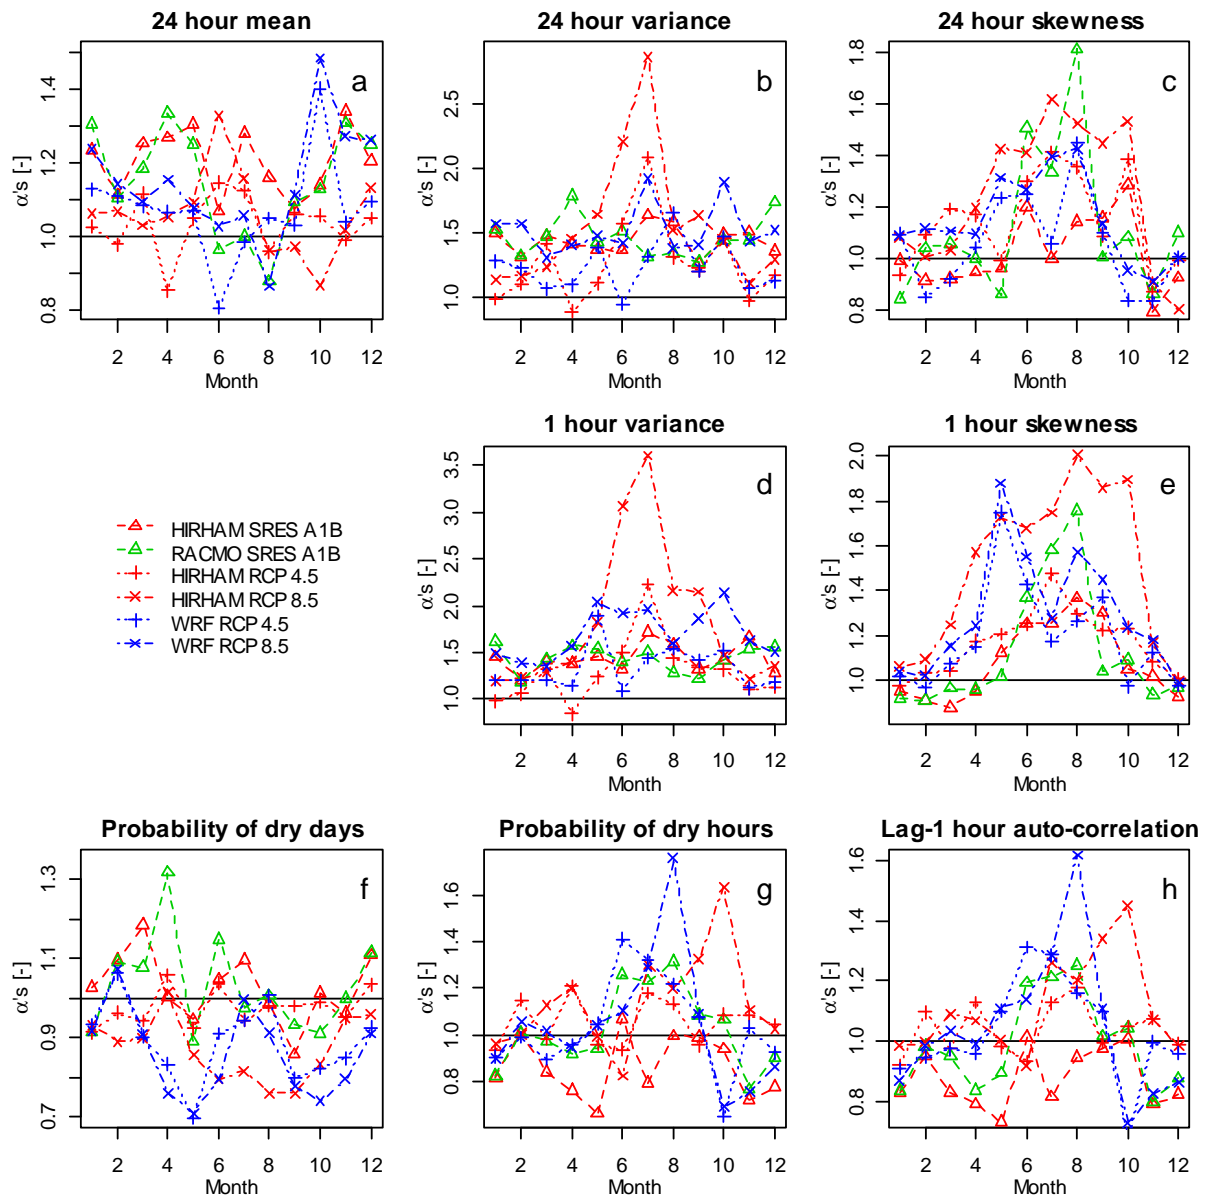 24 hour mean
24 hour variance
24 hour skewness
a
b
c
α's [-]
0.8 1.0 1.2 1.4
2 4 6 8 10 12
Month
α's [-]
1.0 1.5 2.0 2.5
2 4 6 8 10 12
Month
α's [-]
0.8 1.0 1.2 1.4 1.6 1.8
2 4 6 8 10 12
Month
1 hour variance
1 hour skewness
d
e
HIRHAM SRES A1B
RACMO SRES A1B
HIRHAM RCP 4.5
HIRHAM RCP 8.5
WRF RCP 4.5
WRF RCP 8.5
α's [-]
1.0 1.5 2.0 2.5 3.0 3.5
2 4 6 8 10 12
Month
α's [-]
1.0 1.2 1.4 1.6 1.8 2.0
2 4 6 8 10 12
Month
Probability of dry days
Probability of dry hours
Lag-1 hour auto-correlation
f
g
h
α's [-]
0.7 0.9 1.1 1.3
2 4 6 8 10 12
Month
α's [-]
0.8 1.0 1.2 1.4 1.6
2 4 6 8 10 12
Month
α's [-]
0.8 1.0 1.2 1.4 1.6
2 4 6 8 10 12
Month